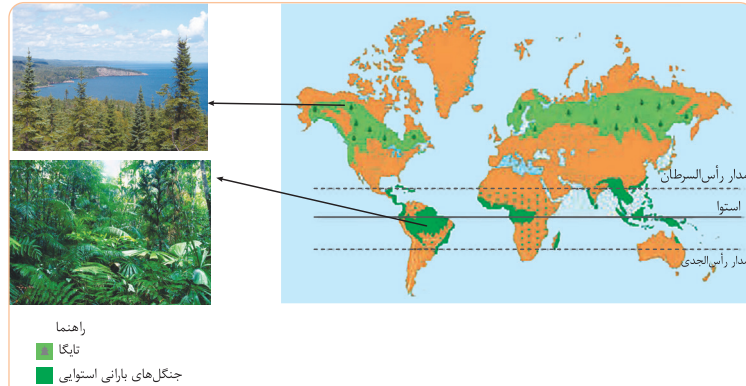 مدار رأس‌السرطان
استوا
مدار رأس‌الجدی
راهنما
تایگا
جنگل‌های بارانی استوایی